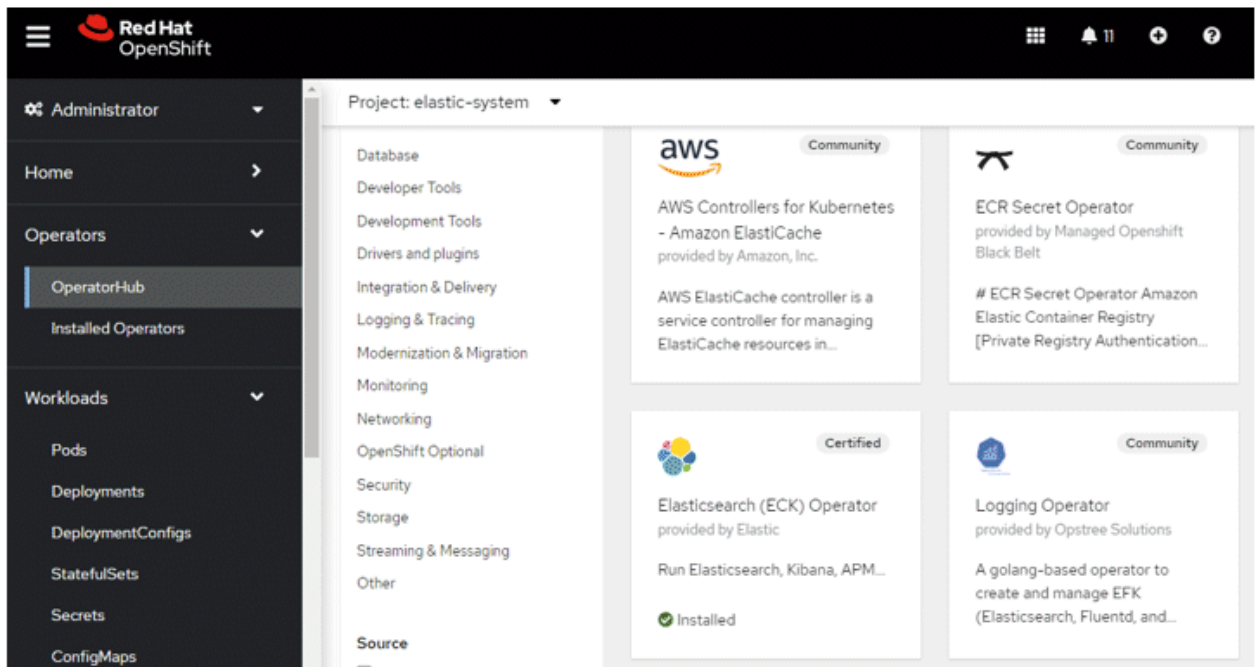 Red Hat
OpenShift
11
Administrator
Home
Operators
OperatorHub
Installed Operators
Workloads
Pods
Deployments
DeploymentConfigs
StatefulSets
Secrets
ConfigMaps
Project: elastic-system
Database
Developer Tools
Development Tools
Drivers and plugins
Integration & Delivery
Logging & Tracing
Modernization & Migration
Monitoring
Networking
OpenShift Optional
Security
Storage
Streaming & Messaging
Other
Source
aws
Community
AWS Controllers for Kubernetes
- Amazon ElastiCache
provided by Amazon, Inc.
AWS ElastiCache controller is a
service controller for managing
ElastiCache resources in...
Community
ECR Secret Operator
provided by Managed Openshift
Black Belt
# ECR Secret Operator Amazon
Elastic Container Registry
[Private Registry Authentication...
Certified
Elasticsearch (ECK) Operator
provided by Elastic
Run Elasticsearch, Kibana, APM...
Installed
Community
Logging Operator
provided by Opstree Solutions
A golang-based operator to
create and manage EFK
(Elasticsearch, Fluentd, and...